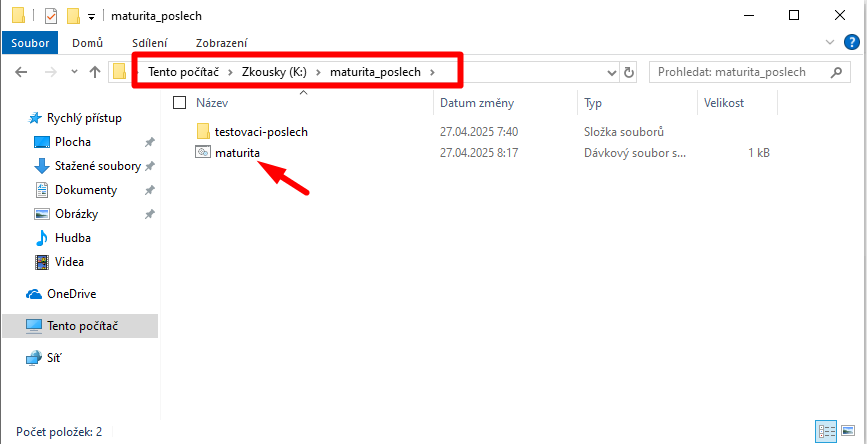 maturita_poslech
Soubor Domů Sdílení Zobrazení
Tento počítač Zkousky (K:) maturita_poslech Prohledat: maturita_poslech
Název Datum změny Typ Velikost
Rychlý přístup
Plocha
Stažené soubory
Dokumenty
Obrázky
Hudba
Videa
OneDrive
Tento počítač
Síť
testovaci-poslech 27.04.2025 7:40 Složka souborů
maturita 27.04.2025 8:17 Dávkový soubor s... 1 kB
Počet položek: 2